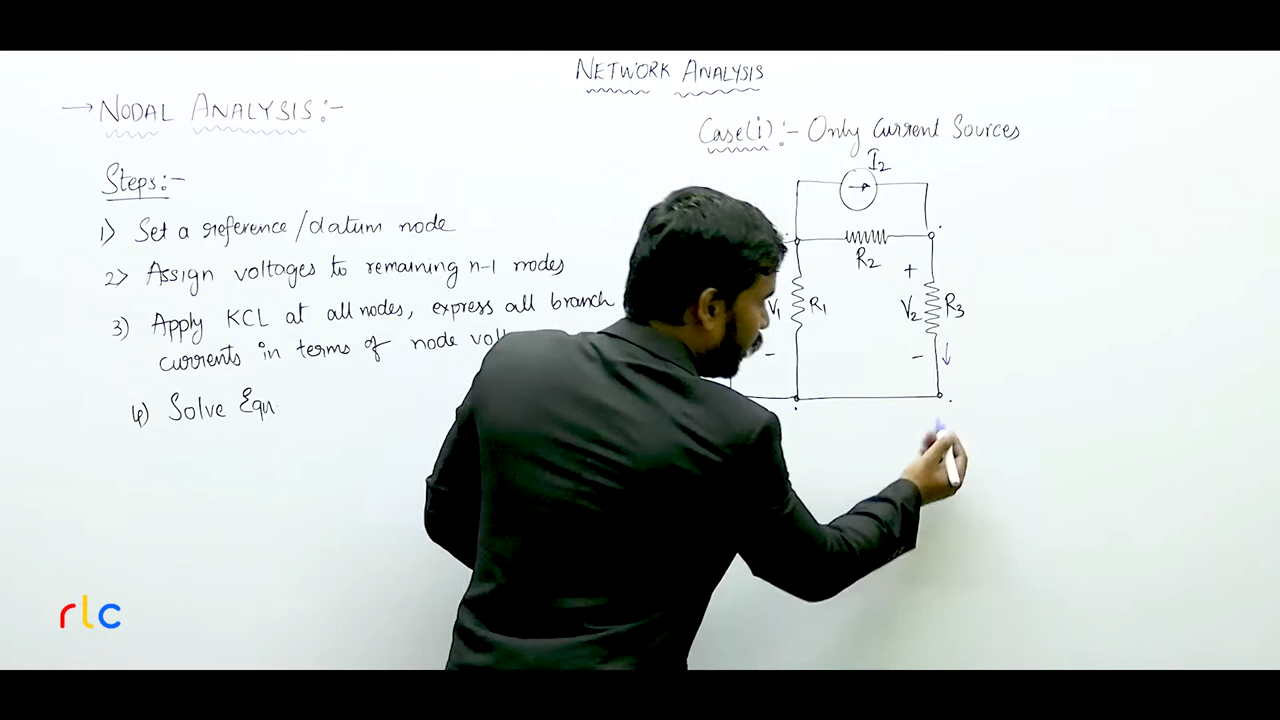 NETWORK ANALYSIS
→ NODAL ANALYSIS:-
Case(i):- Only Current Sources
Steps:-
1) Set a reference/datum node
2) Assign voltages to remaining n-1 nodes
3) Apply KCL at all nodes, express all branch
currents in terms of node
4) Solve Equ.
I2
R2
+
V1
R1
V2
R3
-
-
rlc